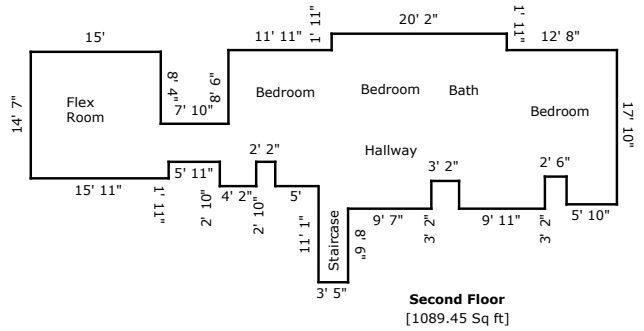 20' 2"
1' 11"
1' 11"
15'
11' 11"
12' 8"
14' 7"
8' 4"
8' 6"
7' 10"
Flex
Room
Bedroom
Bedroom
Bath
Bedroom
17' 10"
Hallway
2' 2"
3' 2"
2' 6"
5' 11"
15' 11"
1' 11"
2' 10"
4' 2"
2' 10"
5'
11' 1"
Staircase
8' 6"
9' 7"
3' 2"
9' 11"
3' 2"
5' 10"
3' 5"
Second Floor
[1089.45 Sq ft]